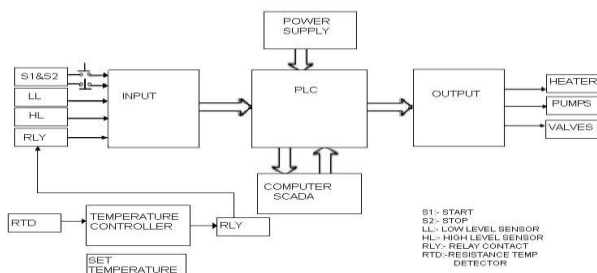 POWER
SUPPLY
S1&S2
LL
HL
RLY
INPUT
PLC
OUTPUT
HEATER
PUMPS
VALVES
COMPUTER
SCADA
RTD
TEMPERATURE
CONTROLLER
RLY
SET
TEMPERATURE
S1:- START
S2:- STOP
LL:- LOW LEVEL SENSOR
HL:- HIGH LEVEL SENSOR
RLY:- RELAY CONTACT
RTD:-RESISTANCE TEMP
DETECTOR